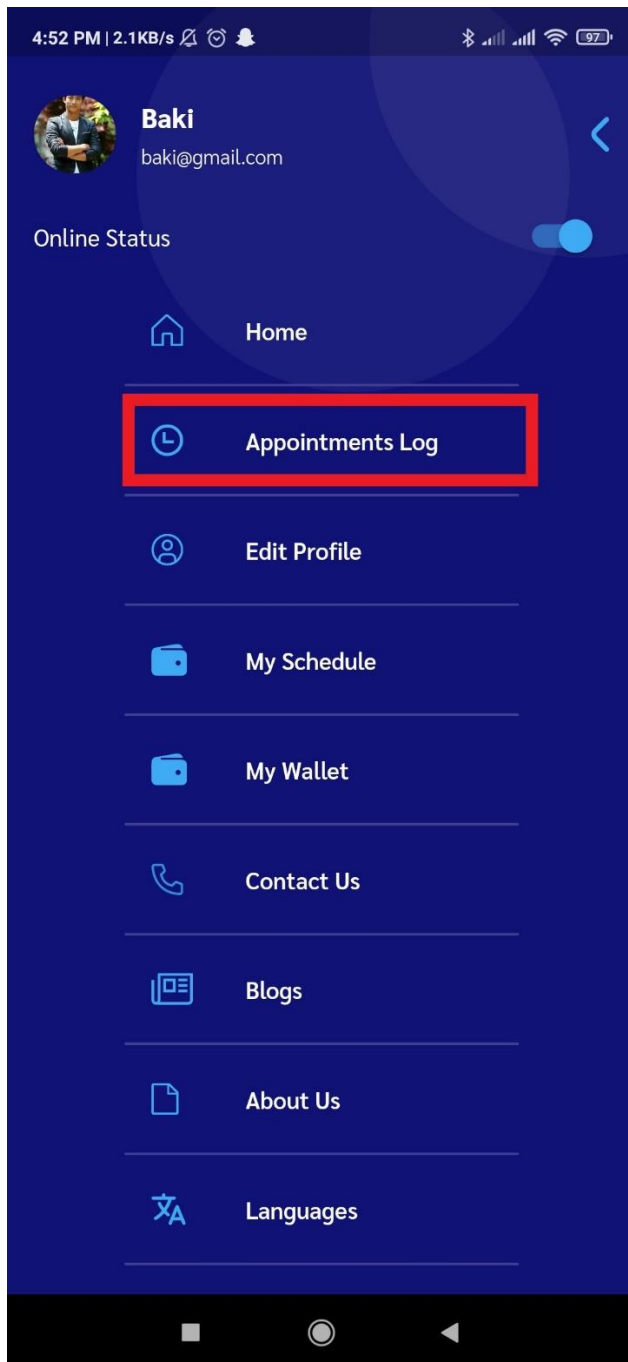 4:52 PM | 2.1KB/s 97
Baki
baki@gmail.com
Online Status
Home
Appointments Log
Edit Profile
My Schedule
My Wallet
Contact Us
Blogs
About Us
Languages